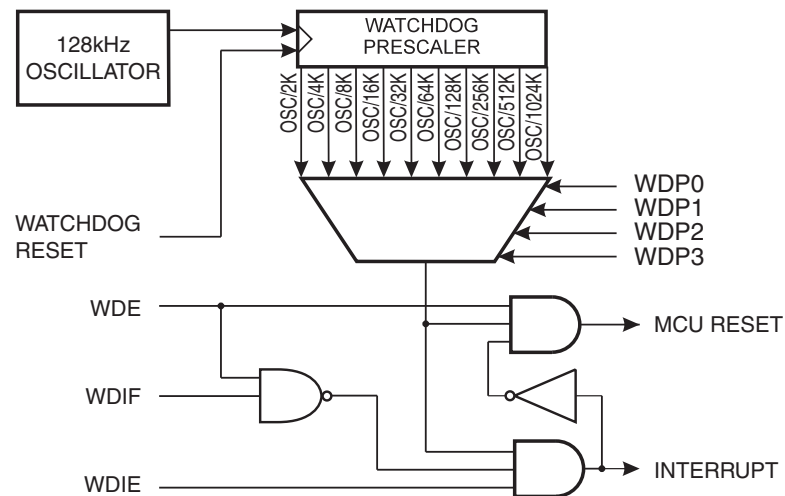 128kHz
OSCILLATOR
WATCHDOG
PRESCALER
OSC/2K
OSC/4K
OSC/8K
OSC/16K
OSC/32K
OSC/64K
OSC/128K
OSC/256K
OSC/512K
OSC/1024K
WATCHDOG
RESET
WDP0
WDP1
WDP2
WDP3
WDE
MCU RESET
WDIF
INTERRUPT
WDIE